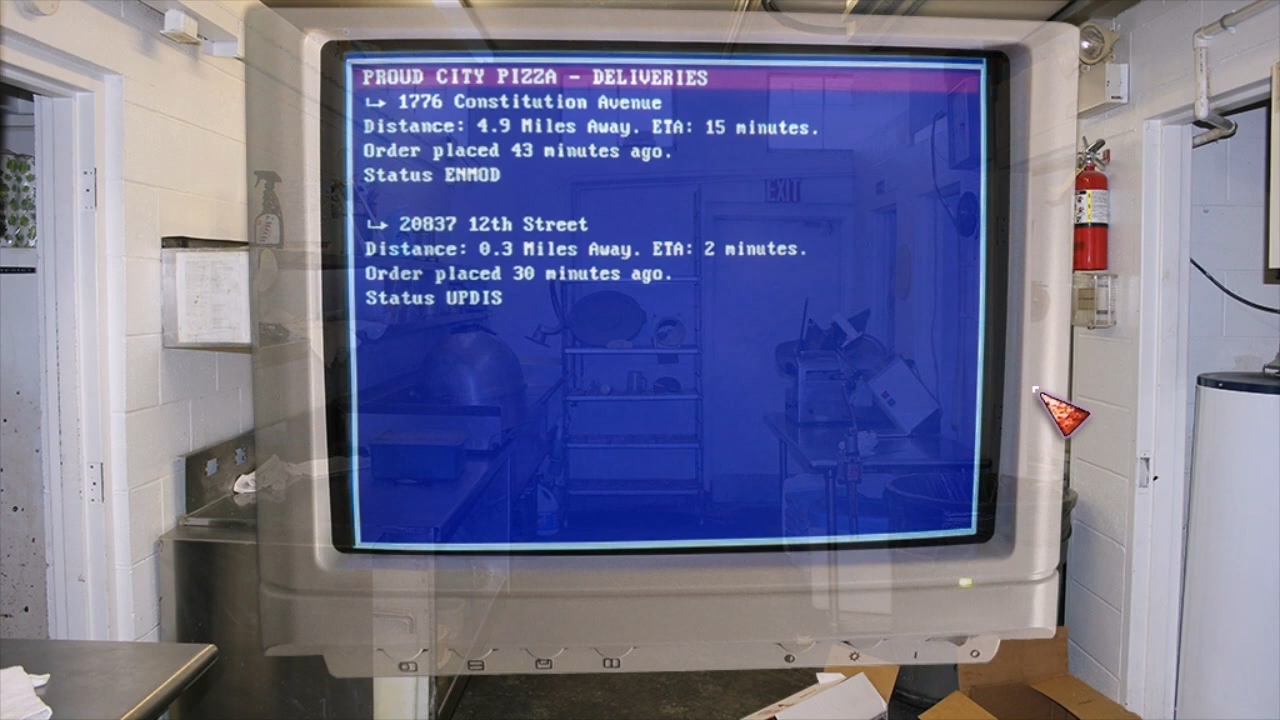 PROUD CITY PIZZA - DELIVERIES
↳ 1776 Constitution Avenue
Distance: 4.9 Miles Away. ETA: 15 minutes.
Order placed 43 minutes ago.
Status ENMOD
↳ 20837 12th Street
Distance: 0.3 Miles Away. ETA: 2 minutes.
Order placed 30 minutes ago.
Status UPDIS
EXIT